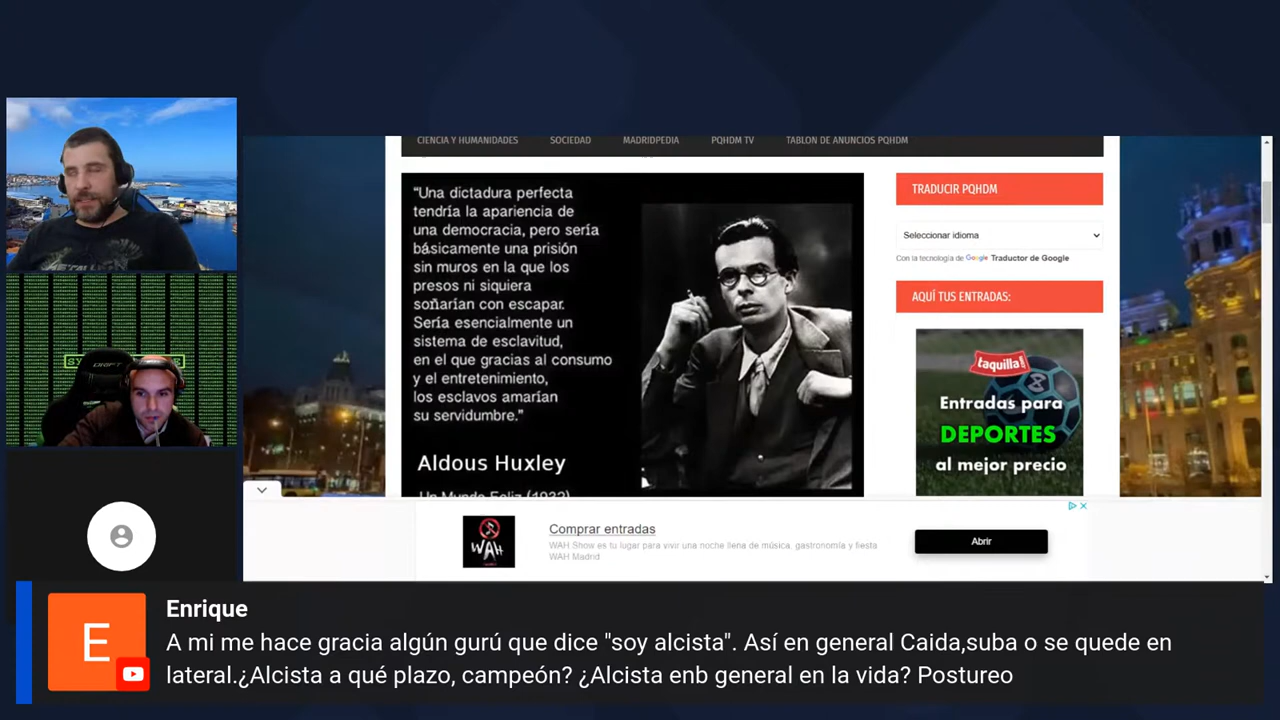 CIENCIA Y HUMANIDADES SOCIEDAD MADRIDPEDIA PQHDM TV TABLON DE ANUNCIOS PQHDM
“Una dictadura perfecta
tendría la apariencia de
una democracia, pero sería
básicamente una prisión
sin muros en la que los
presos ni siquiera
soñarían con escapar.
Sería esencialmente un
sistema de esclavitud,
en el que gracias al consumo
y el entretenimiento,
los esclavos amarían
su servidumbre.”
Aldous Huxley
Un Mundo Feliz (1932)
TRADUCIR PQHDM
Seleccionar idioma
Con la tecnología de Google Traductor de Google
AQUÍ TUS ENTRADAS:
taquilla!
Entradas para
DEPORTES
al mejor precio
DRIFT
WAH
Comprar entradas
WAH Show es tu lugar para vivir una noche llena de música, gastronomía y fiesta
WAH Madrid
Abrir
E
Enrique
A mi me hace gracia algún gurú que dice "soy alcista". Así en general Caida,suba o se quede en
lateral.¿Alcista a qué plazo, campeón? ¿Alcista enb general en la vida? Postureo